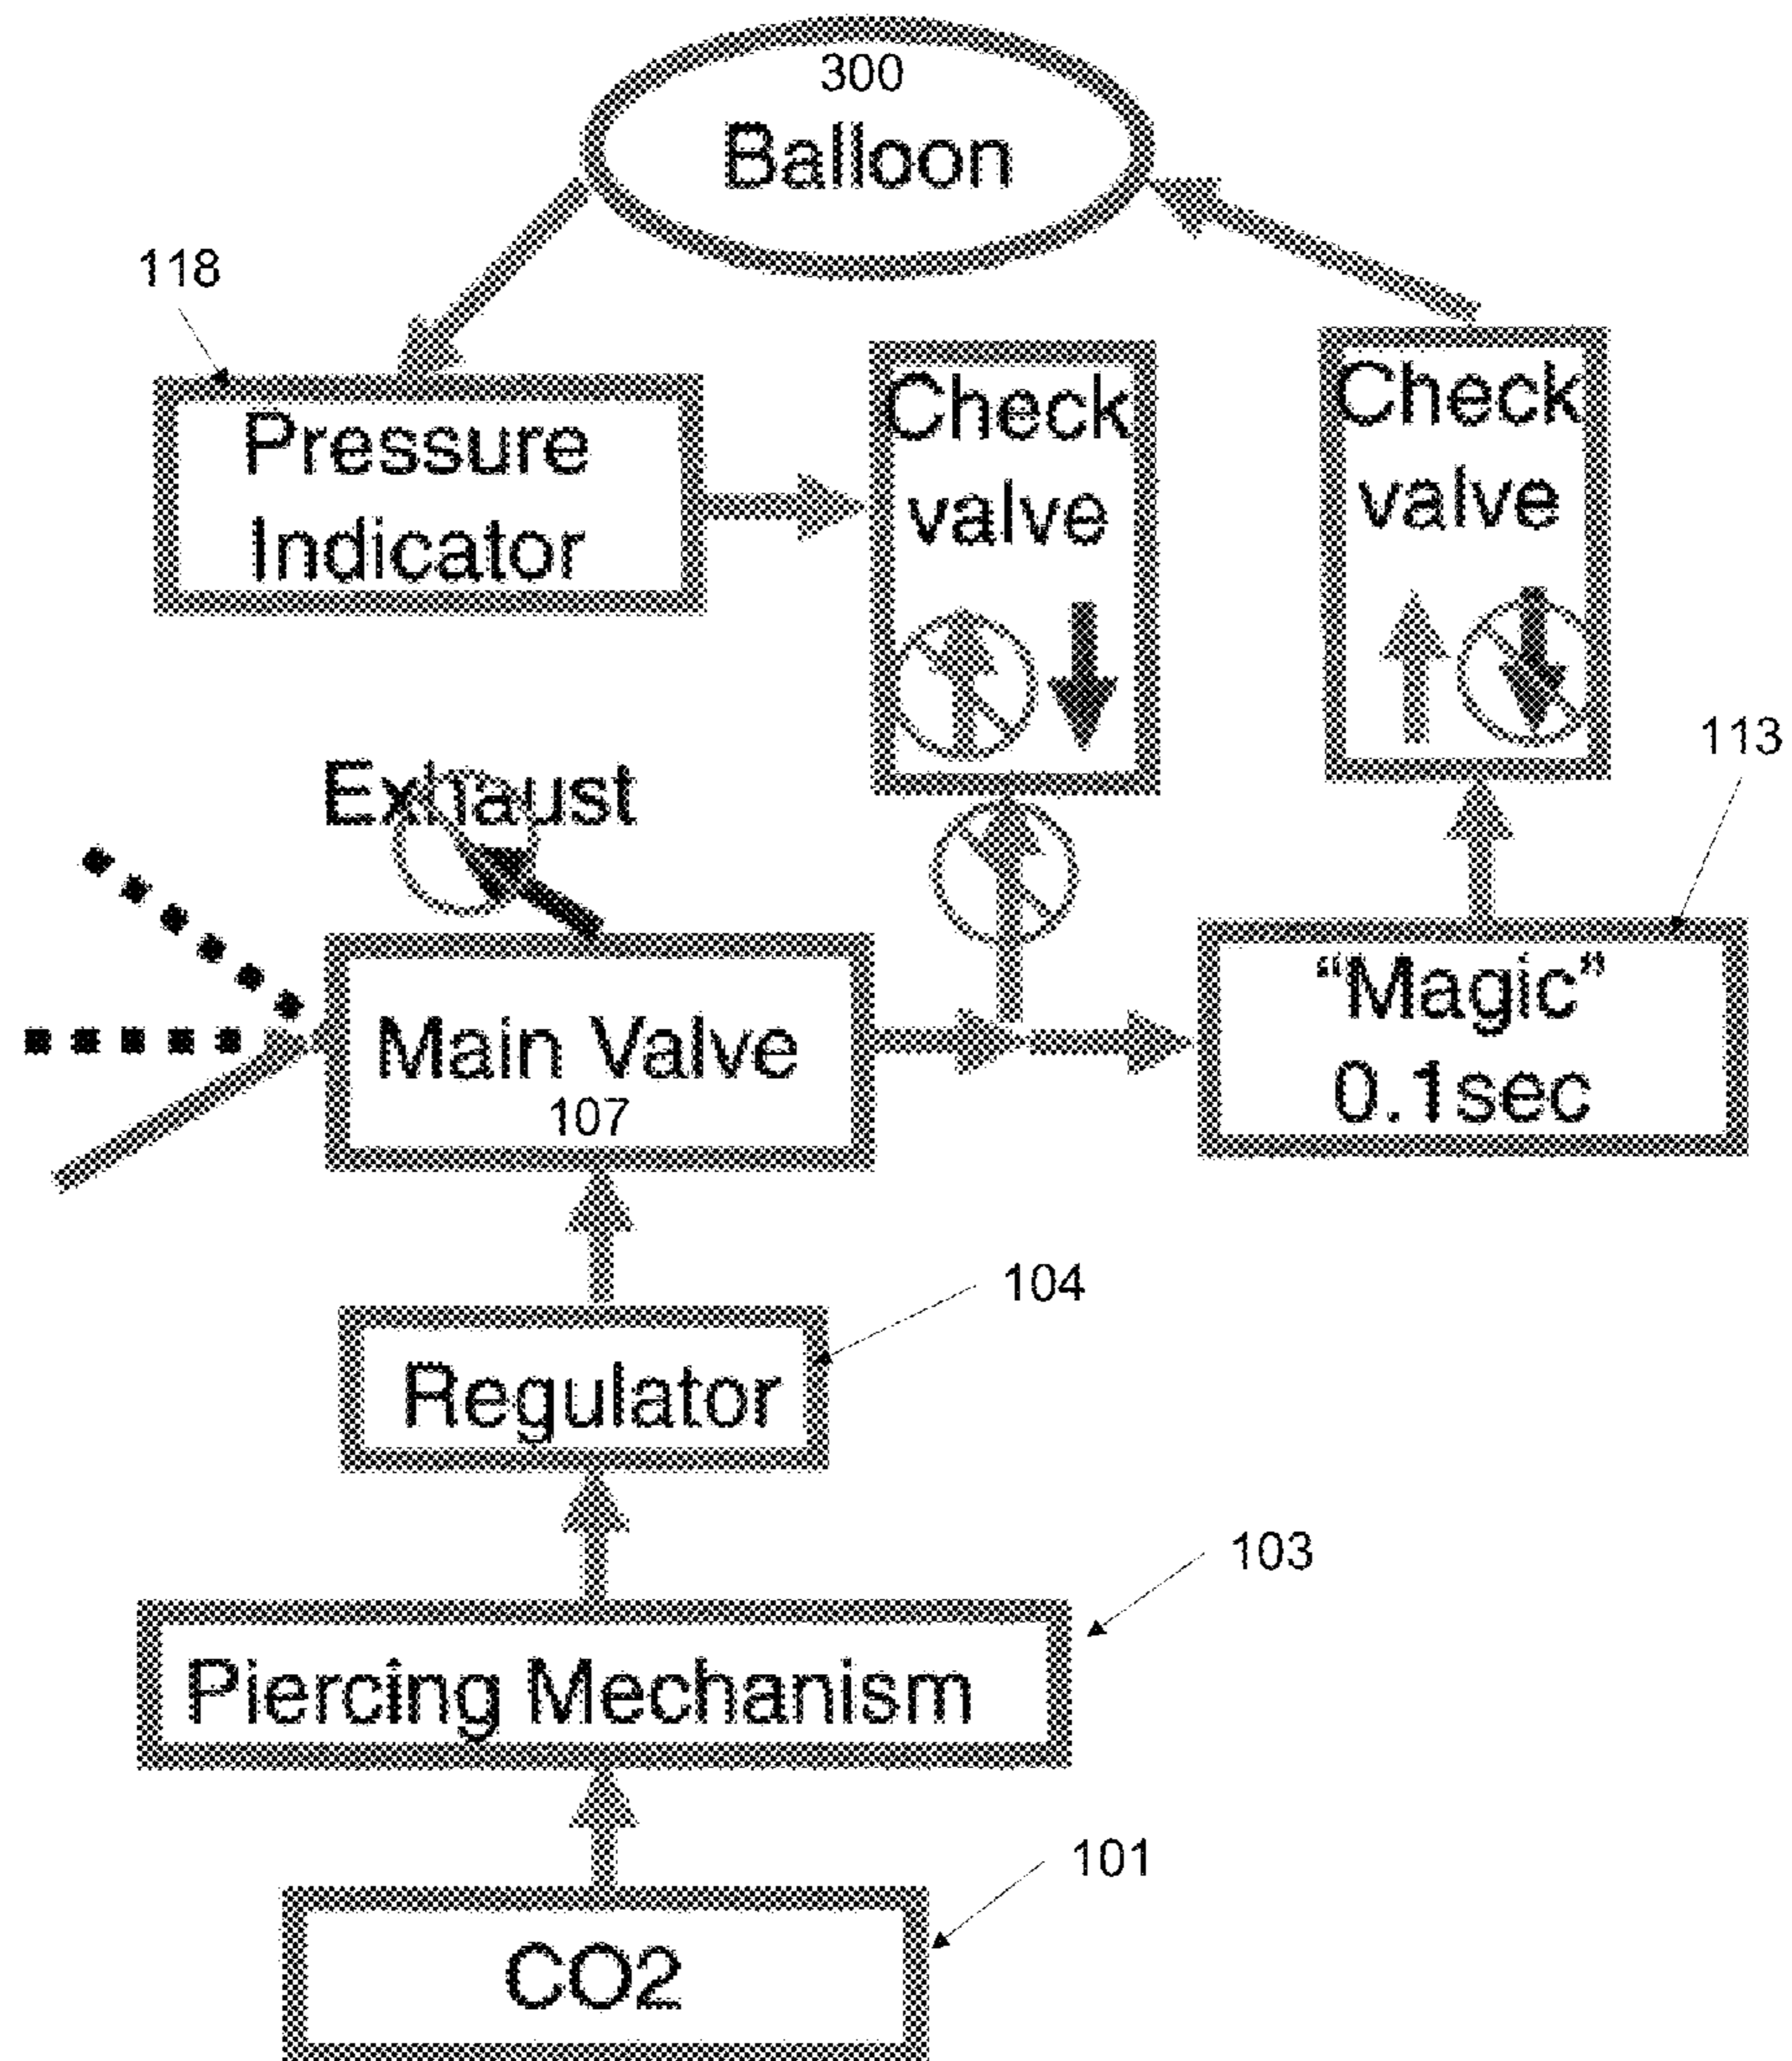 300
Balloon
118
Pressure
Indicator
Check
valve
Check
valve
113
Exhaust
Main Valve
107
“Magic”
0.1sec
104
Regulator
103
Piercing Mechanism
101
CO2